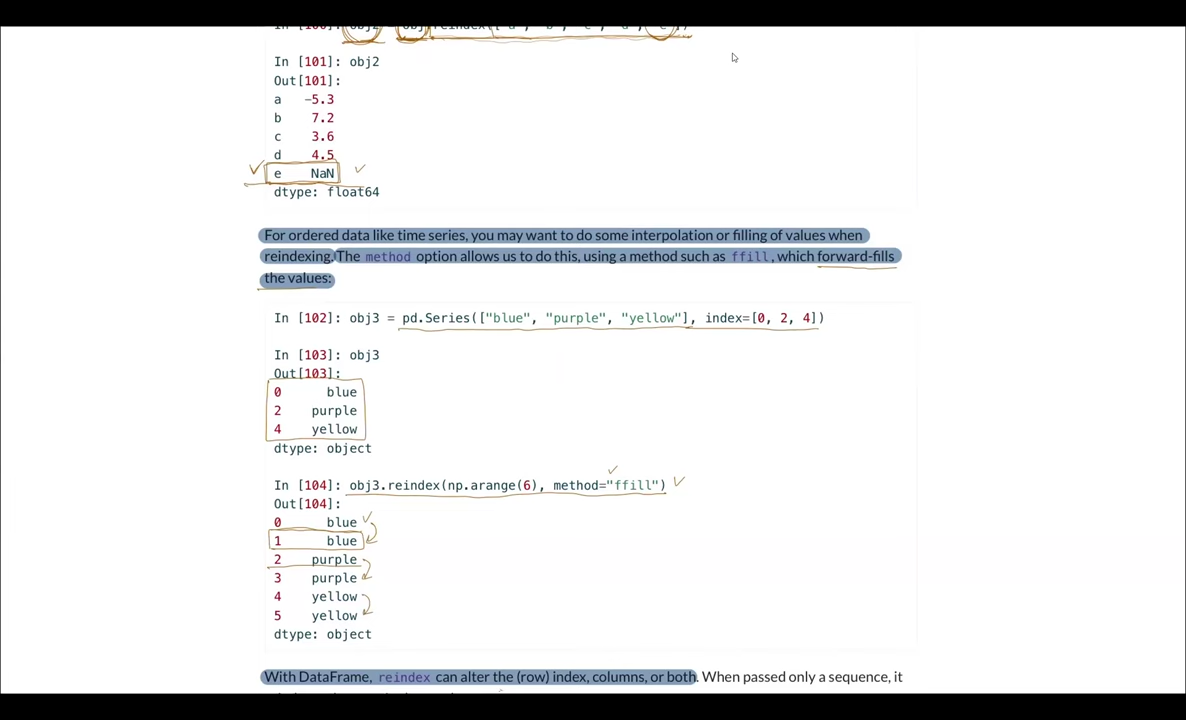 In [101]: obj2
Out[101]:
a -5.3
b 7.2
c 3.6
d 4.5
e NaN
dtype: float64
For ordered data like time series, you may want to do some interpolation or filling of values when
reindexing. The method option allows us to do this, using a method such as ffill, which forward-fills
the values:
In [102]: obj3 = pd.Series(["blue", "purple", "yellow"], index=[0, 2, 4])
In [103]: obj3
Out[103]:
0 blue
2 purple
4 yellow
dtype: object
In [104]: obj3.reindex(np.arange(6), method="ffill")
Out[104]:
0 blue
1 blue
2 purple
3 purple
4 yellow
5 yellow
dtype: object
With DataFrame, reindex can alter the (row) index, columns, or both. When passed only a sequence, it